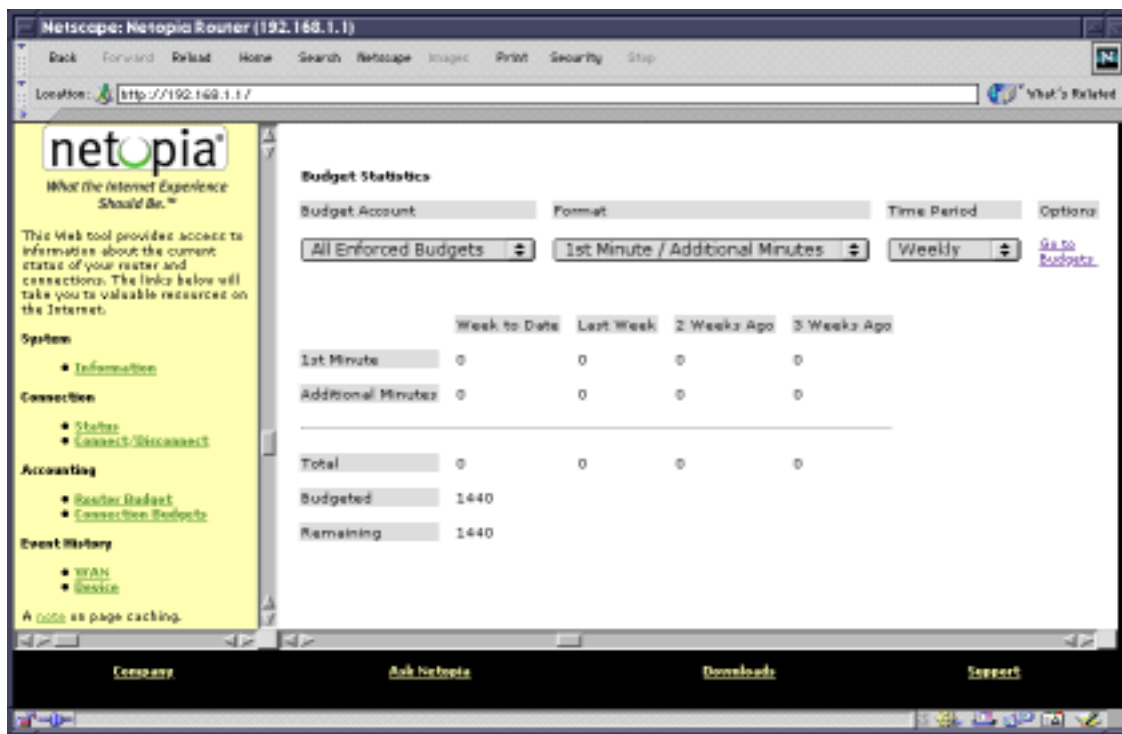 Netscape: Netopia Router (192.168.1.1)
Back Forward Reload Home Search Netscape Images Print Security Stop
Location: http://192.168.1.1/ What's Related
netopia
What the Internet Experience
Should Be.™
This Web tool provides access to
information about the current
status of your router and
connections. The links below will
take you to valuable resources on
the Internet.
System
Information
Connection
Status
Connect/Disconnect
Accounting
Router Budget
Connection Budgets
Event History
WAN
Device
A note on page caching.
Budget Statistics
Budget Account Format Time Period Options
All Enforced Budgets 1st Minute / Additional Minutes Weekly Go to
Budgets
Week to Date Last Week 2 Weeks Ago 3 Weeks Ago
1st Minute 0 0 0 0
Additional Minutes 0 0 0 0
Total 0 0 0 0
Budgeted 1440
Remaining 1440
Company Ask Netopia Downloads Support